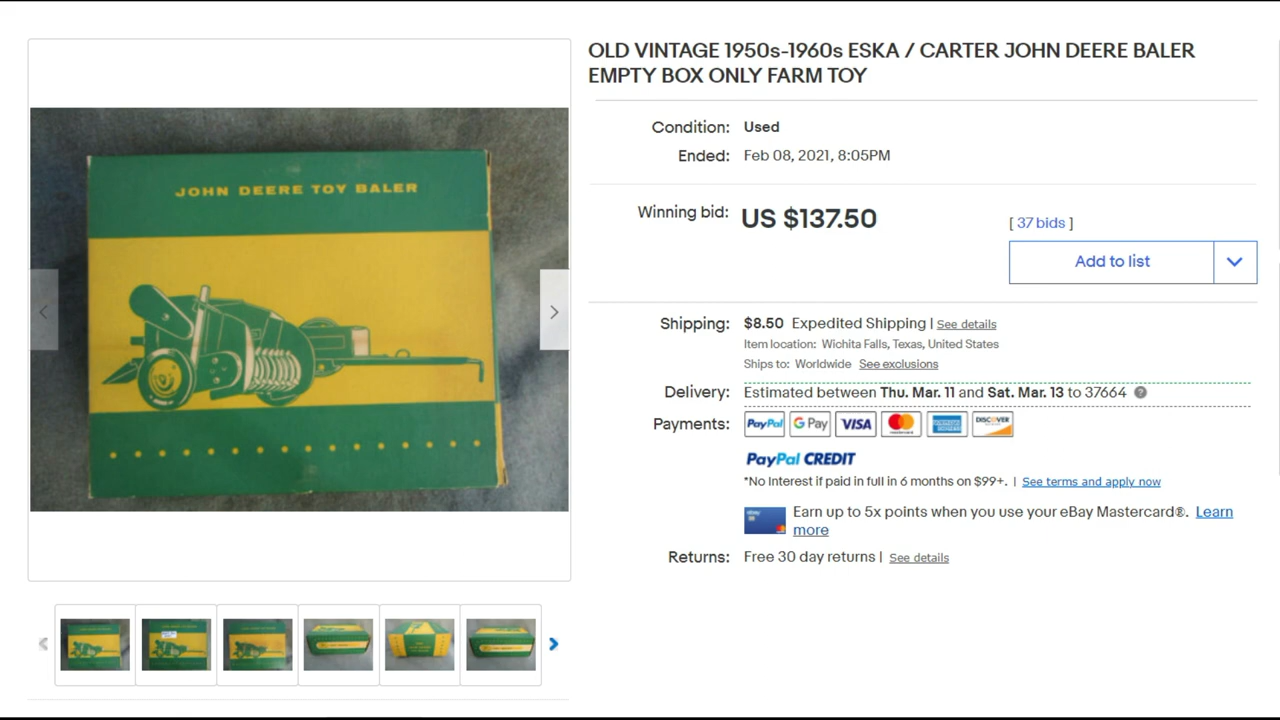 OLD VINTAGE 1950s-1960s ESKA / CARTER JOHN DEERE BALER
EMPTY BOX ONLY FARM TOY
JOHN DEERE TOY BALER
Condition: Used
Ended: Feb 08, 2021, 8:05PM
Winning bid: US $137.50
[ 37 bids ]
Add to list
Shipping: $8.50 Expedited Shipping | See details
Item location: Wichita Falls, Texas, United States
Ships to: Worldwide See exclusions
Delivery: Estimated between Thu. Mar. 11 and Sat. Mar. 13 to 37664 ?
Payments: PayPal G Pay VISA DISCOVER
PayPal CREDIT
*No Interest if paid in full in 6 months on $99+. | See terms and apply now
Earn up to 5x points when you use your eBay Mastercard®. Learn
more
Returns: Free 30 day returns | See details